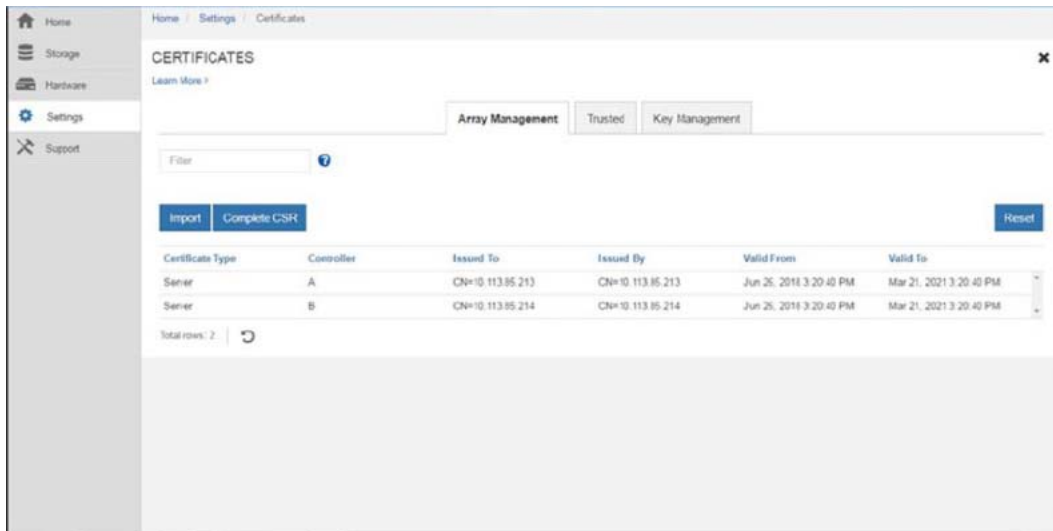 Home
Storage
Hardware
Settings
Support
Home / Settings / Certificates
CERTIFICATES
Learn More >
Array Management Trusted Key Management
Filter
Import Complete CSR Reset
Certificate Type Controller Issued To Issued By Valid From Valid To
Server A CN=10.113.85.213 CN=10.113.85.213 Jun 26, 2018 3:20:40 PM Mar 21, 2021 3:20:40 PM
Server B CN=10.113.85.214 CN=10.113.85.214 Jun 26, 2018 3:20:40 PM Mar 21, 2021 3:20:40 PM
Total rows: 2